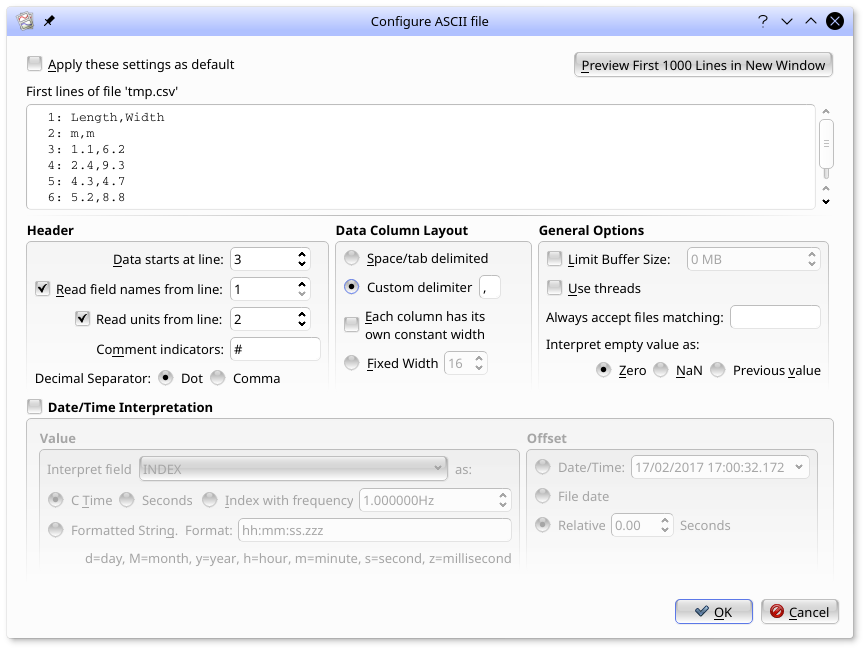 Configure ASCII file
Apply these settings as default
Preview First 1000 Lines in New Window
First lines of file 'tmp.csv'
1: Length,Width
2: m,m
3: 1.1,6.2
4: 2.4,9.3
5: 4.3,4.7
6: 5.2,8.8
Header
Data starts at line: 3
Read field names from line: 1
Read units from line: 2
Comment indicators: #
Decimal Separator: Dot Comma
Data Column Layout
Space/tab delimited
Custom delimiter ,
Each column has its
own constant width
Fixed Width 16
General Options
Limit Buffer Size: 0 MB
Use threads
Always accept files matching:
Interpret empty value as:
Zero NaN Previous value
Date/Time Interpretation
Value
Interpret field INDEX as:
C Time Seconds Index with frequency 1.000000Hz
Formatted String. Format: hh:mm:ss.zzz
d=day, M=month, y=year, h=hour, m=minute, s=second, z=millisecond
Offset
Date/Time: 17/02/2017 17:00:32.172
File date
Relative 0.00 Seconds
OK Cancel